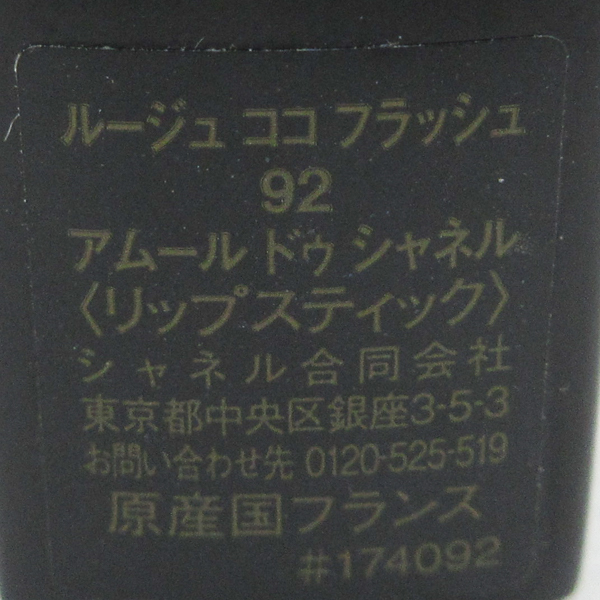 ルージュ ココ フラッシュ
92
アムール ドゥ シャネル
〈リップスティック〉
シャネル合同会社
東京都中央区銀座3-5-3
お問い合わせ先 0120-525-519
原産国フランス
#174092